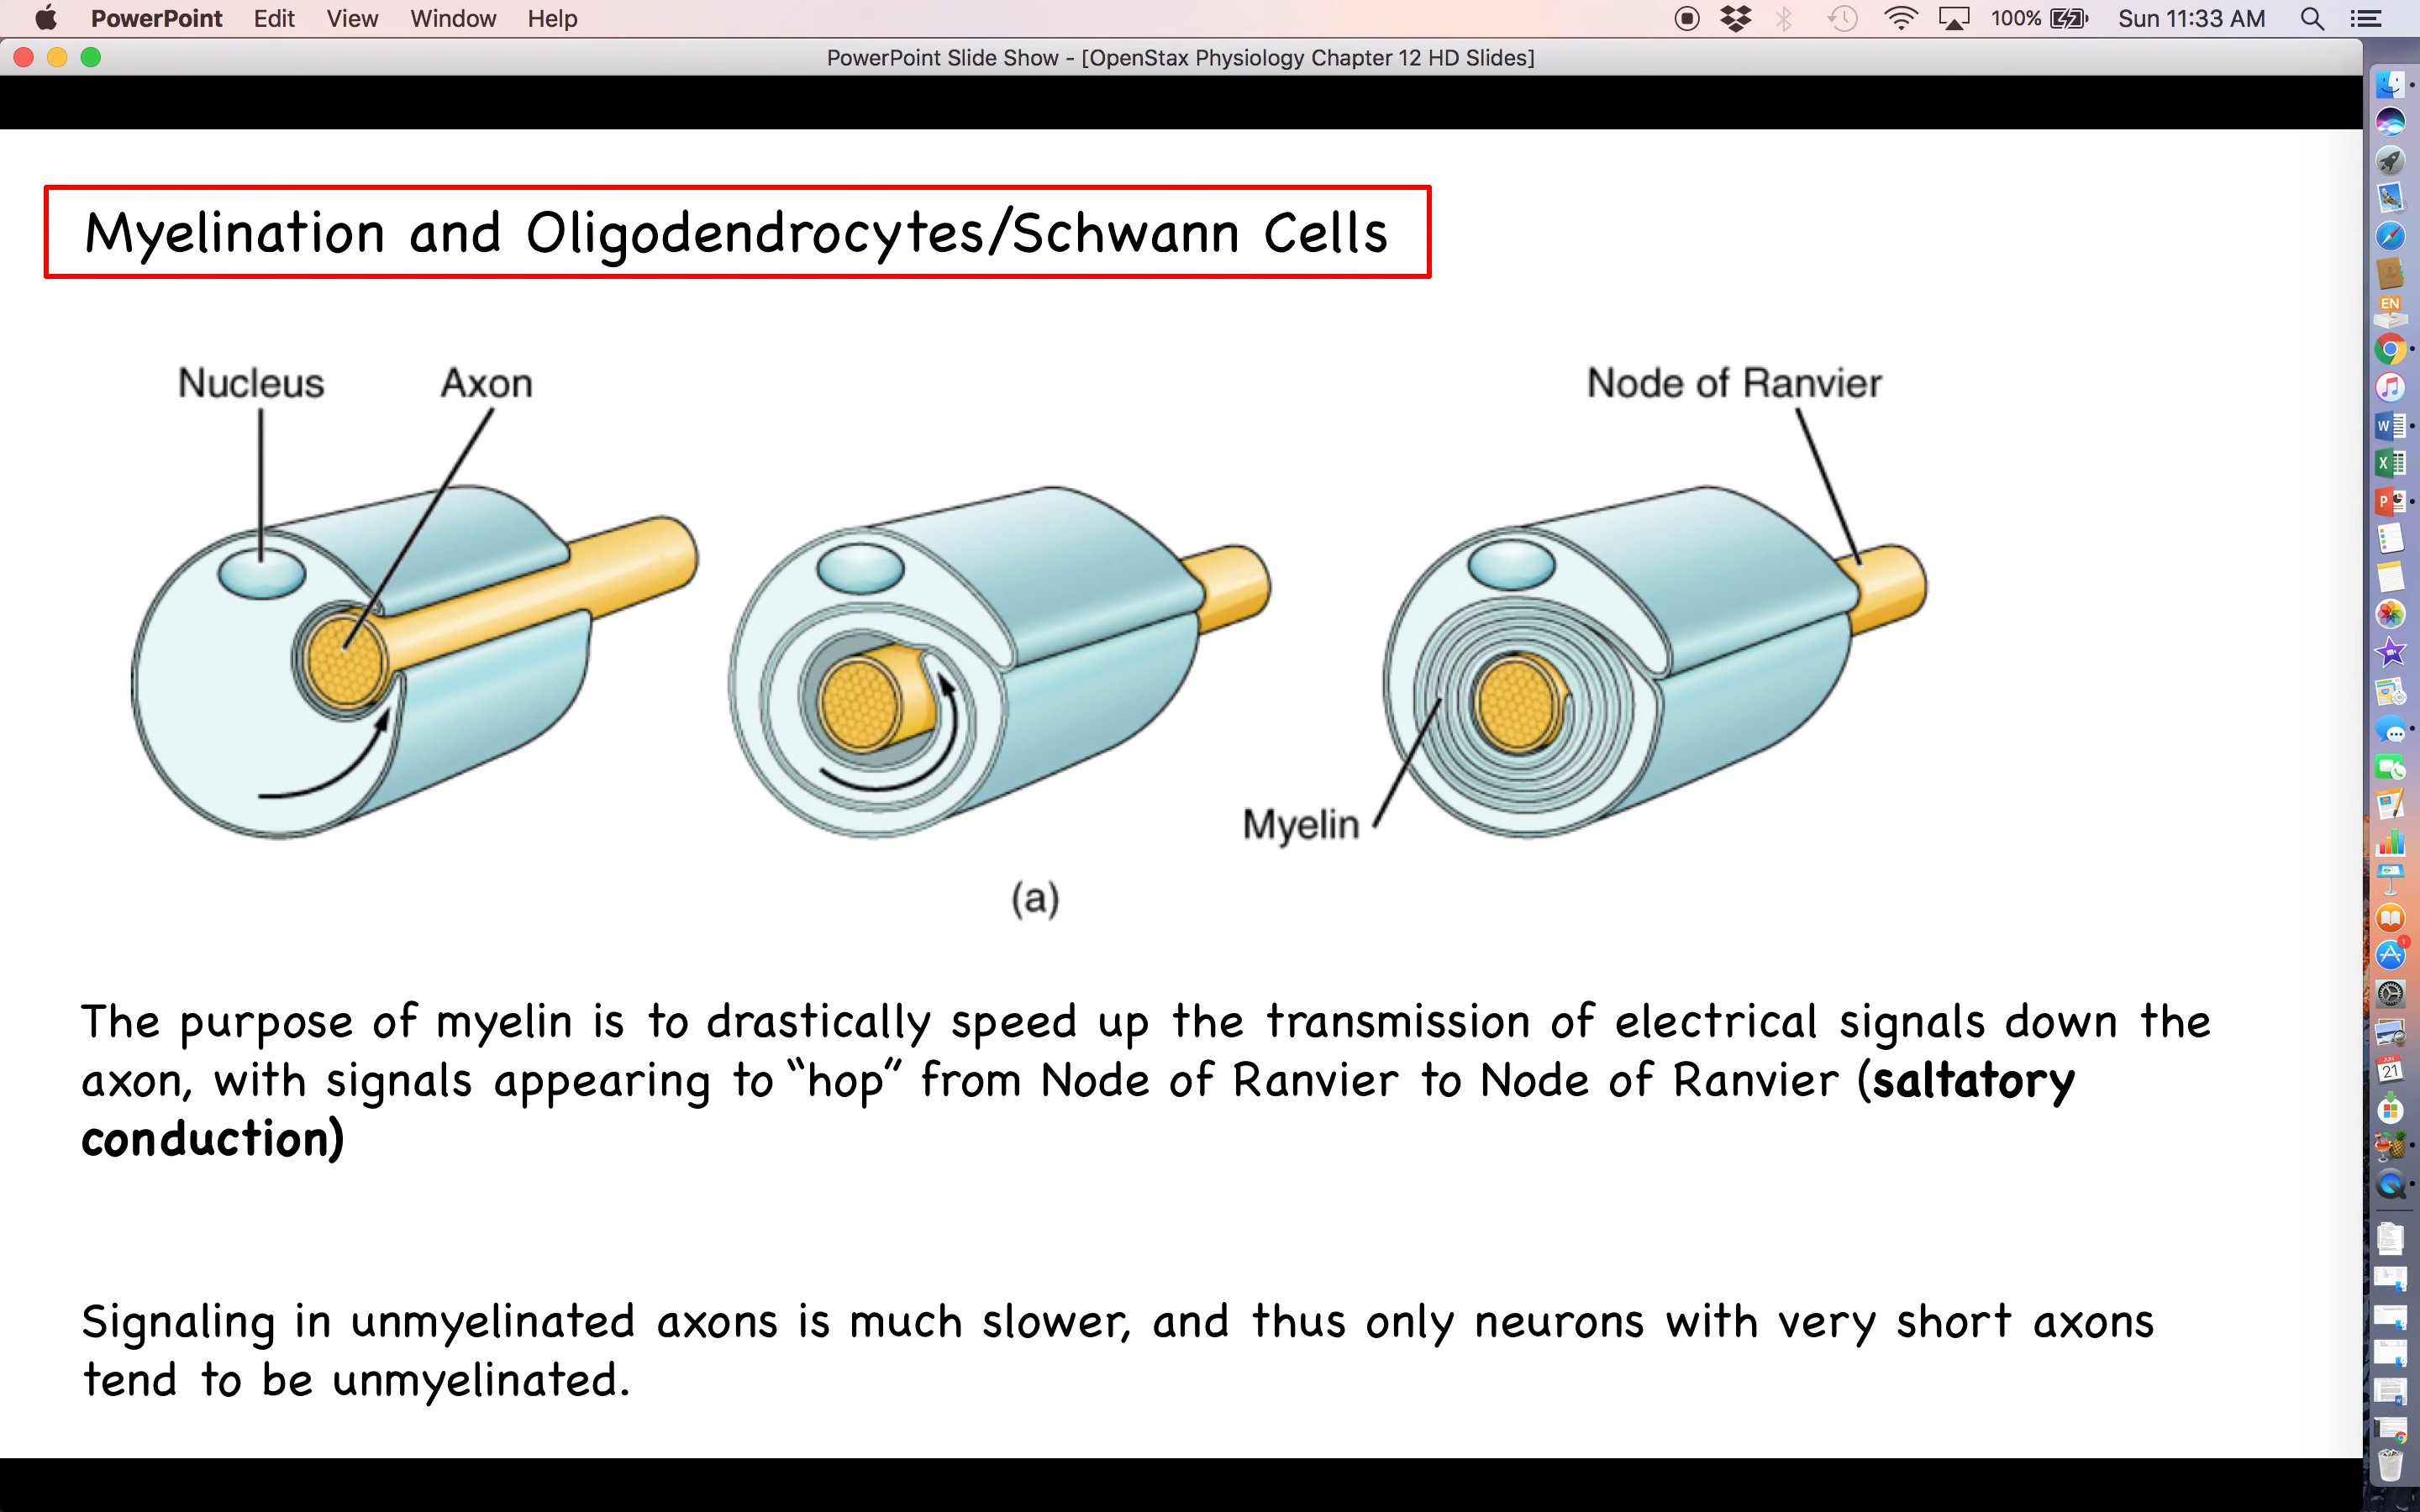 PowerPoint Edit View Window Help 100% Sun 11:33 AM
PowerPoint Slide Show - [OpenStax Physiology Chapter 12 HD Slides]
Myelination and Oligodendrocytes/Schwann Cells
Nucleus Axon Node of Ranvier
Myelin
(a)
The purpose of myelin is to drastically speed up the transmission of electrical signals down the
axon, with signals appearing to “hop” from Node of Ranvier to Node of Ranvier (saltatory
conduction)
Signaling in unmyelinated axons is much slower, and thus only neurons with very short axons
tend to be unmyelinated.
EN
W
X
P
1
JUN
21